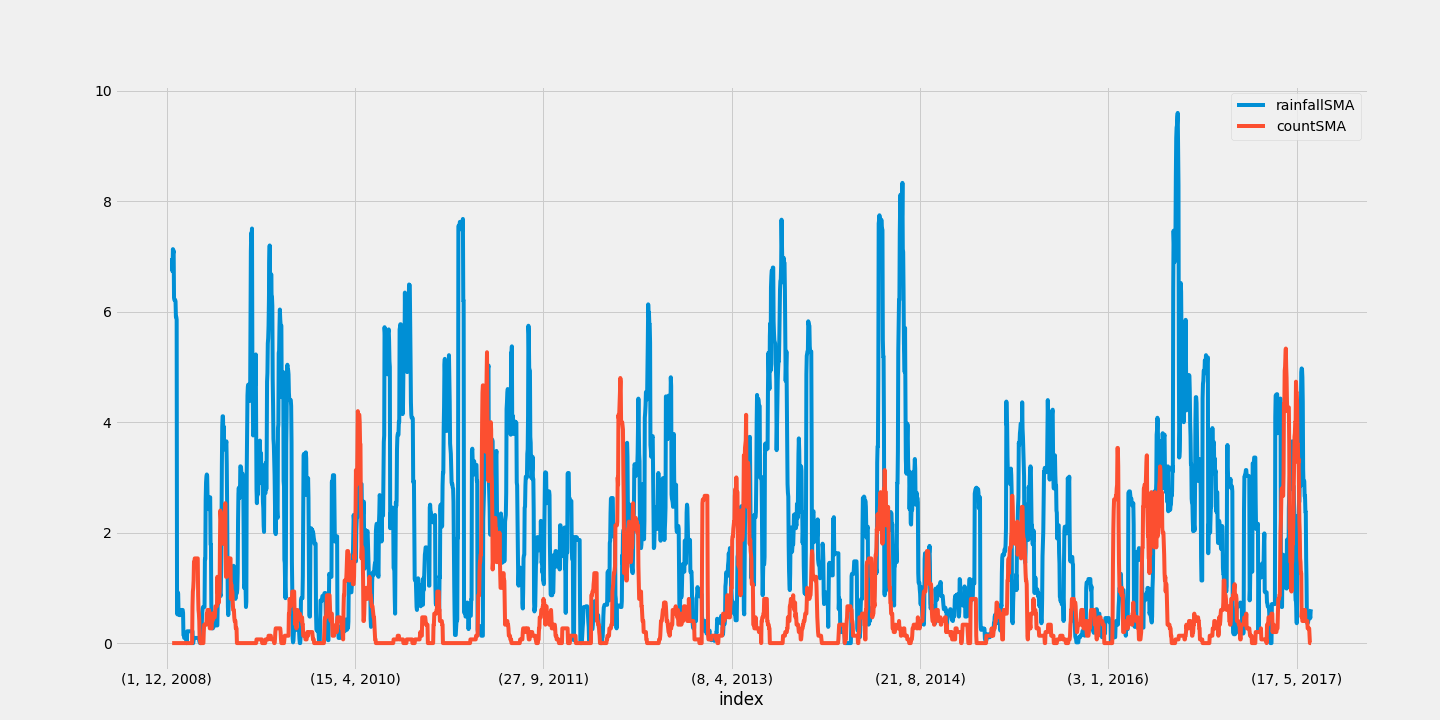 10
rainfallSMA
countSMA
8
6
4
2
0
(1, 12, 2008)
(15, 4, 2010)
(27, 9, 2011)
(8, 4, 2013)
(21, 8, 2014)
(3, 1, 2016)
(17, 5, 2017)
index